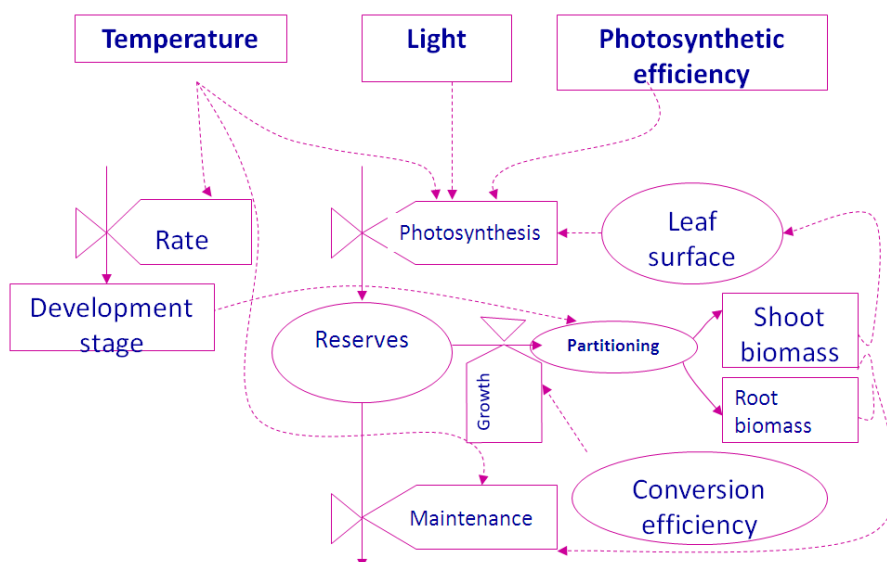 Temperature
Light
Photosynthetic
efficiency
Rate
Photosynthesis
Leaf
surface
Development
stage
Reserves
Growth
Partitioning
Shoot
biomass
Root
biomass
Maintenance
Conversion
efficiency